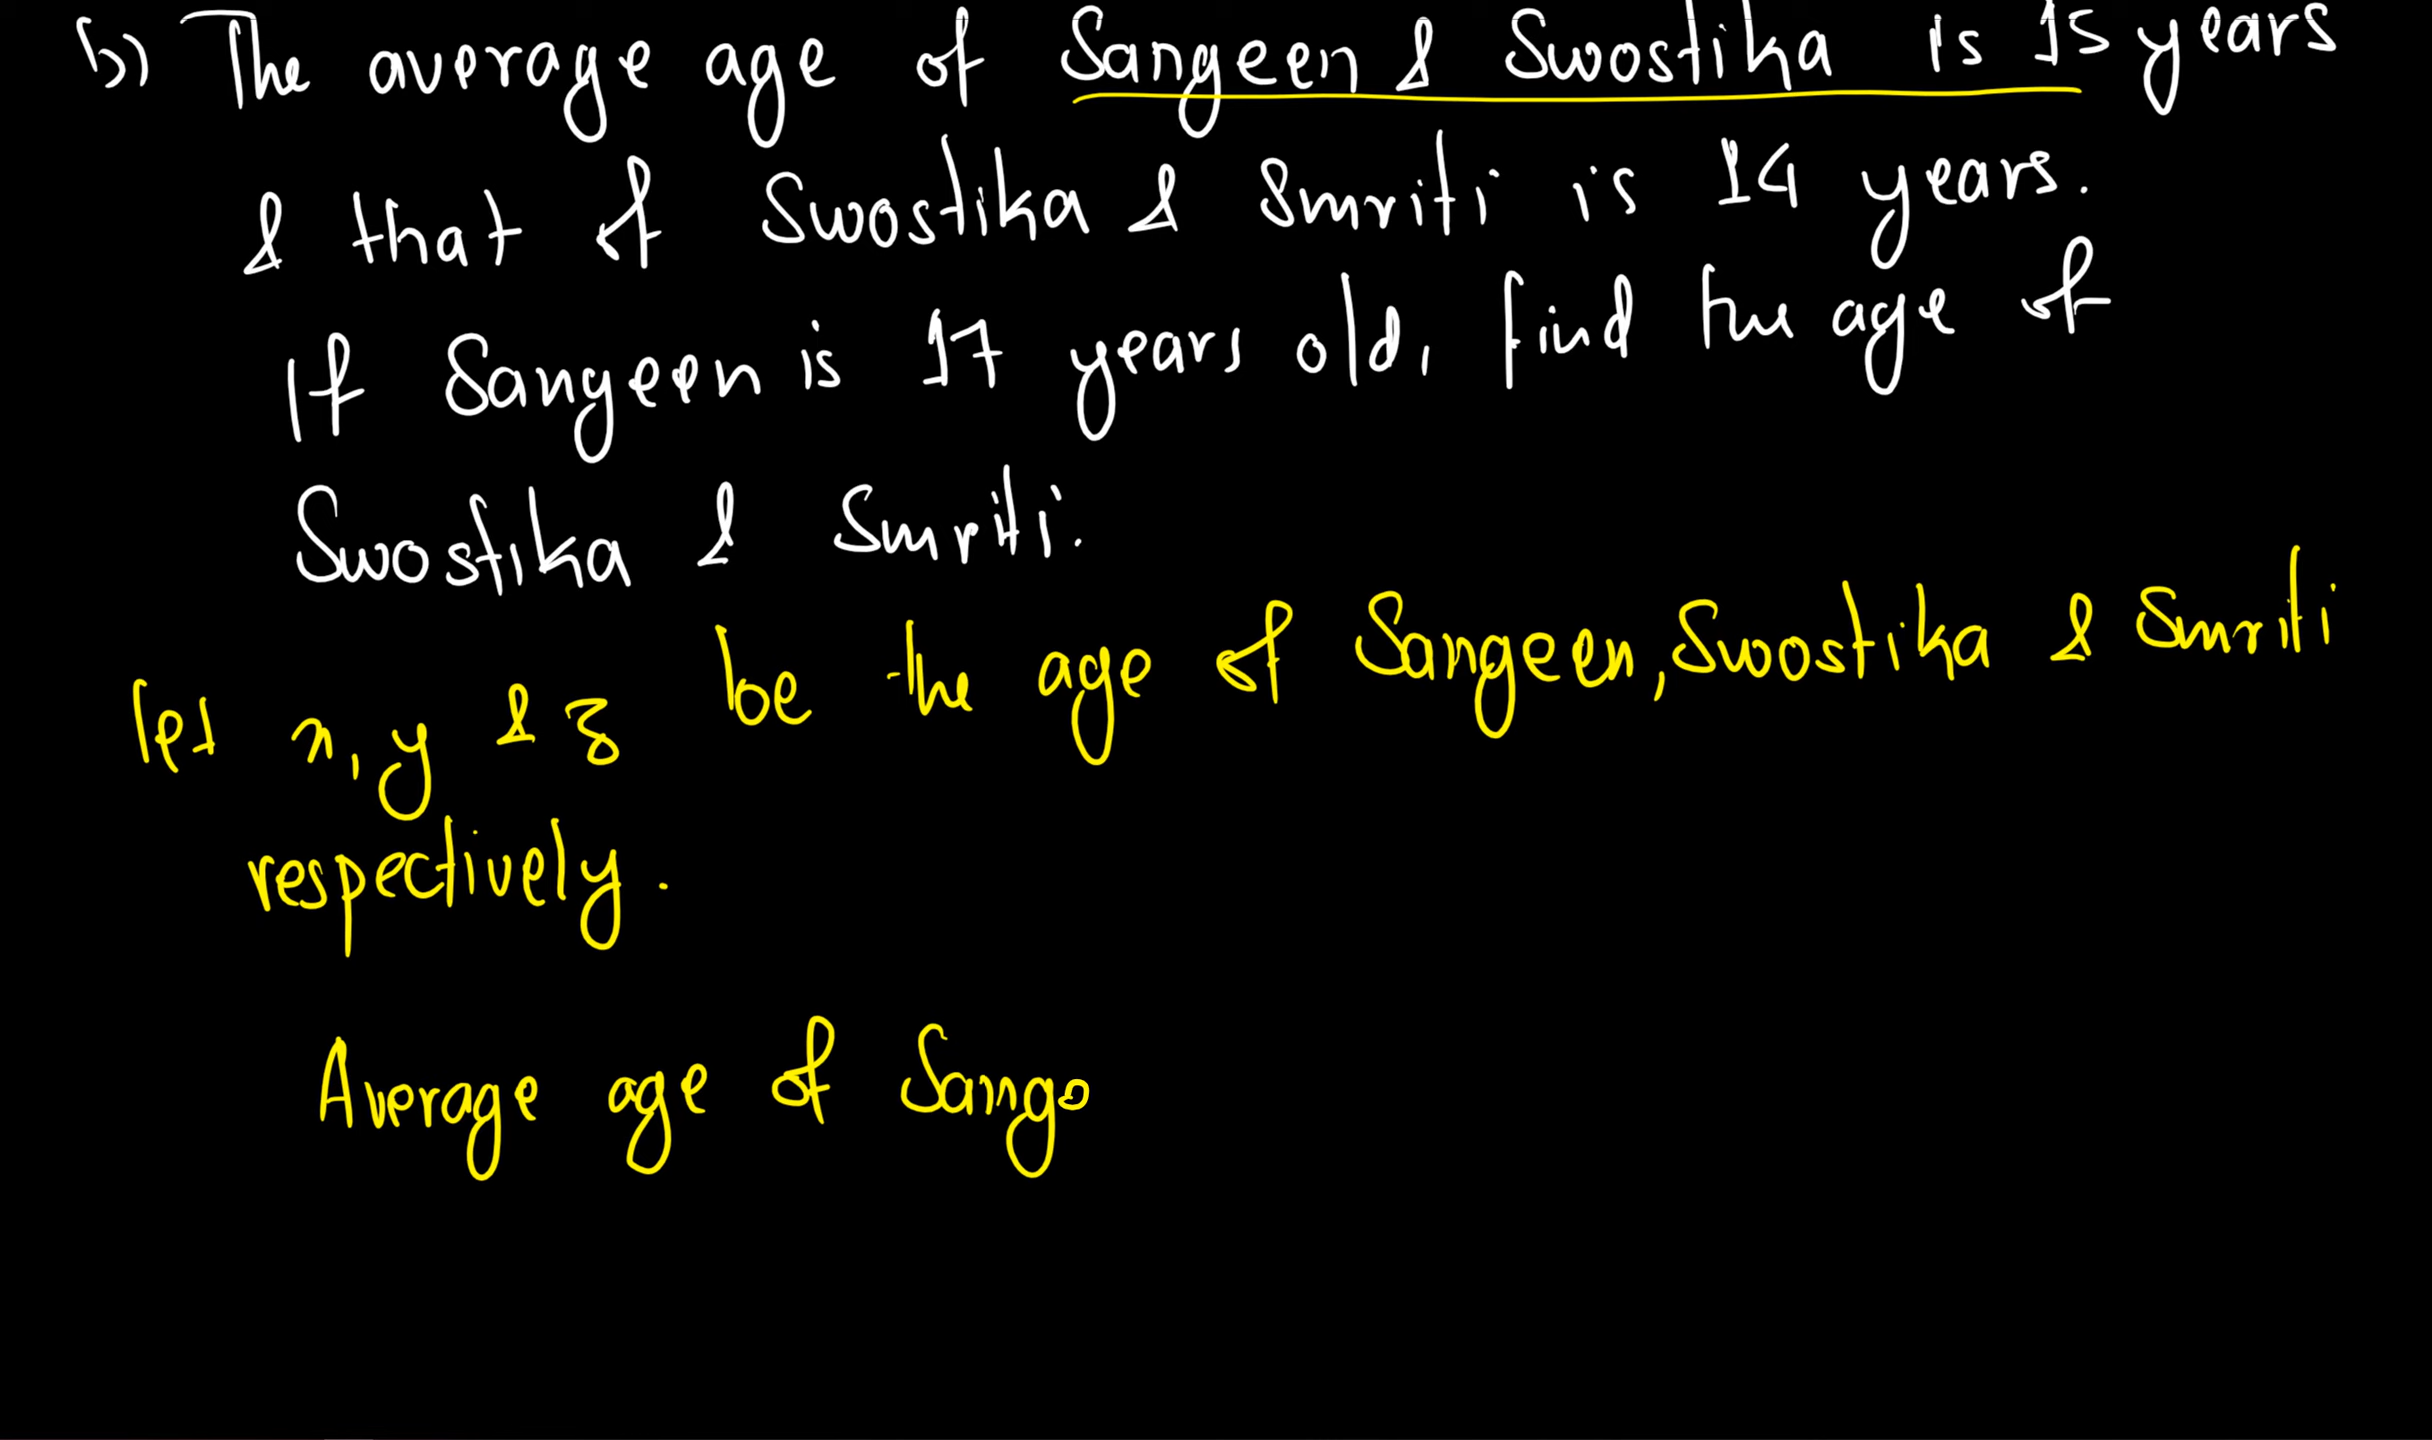 b) The average age of Sangeen & Swostika is 15 years
& that of Swostika & Smriti is 14 years.
If Sangeen is 17 years old, find the age of
Swostika & Smriti.
let x, y & z be the age of Sangeen, Swostika & Smriti
respectively.
Average age of Sange